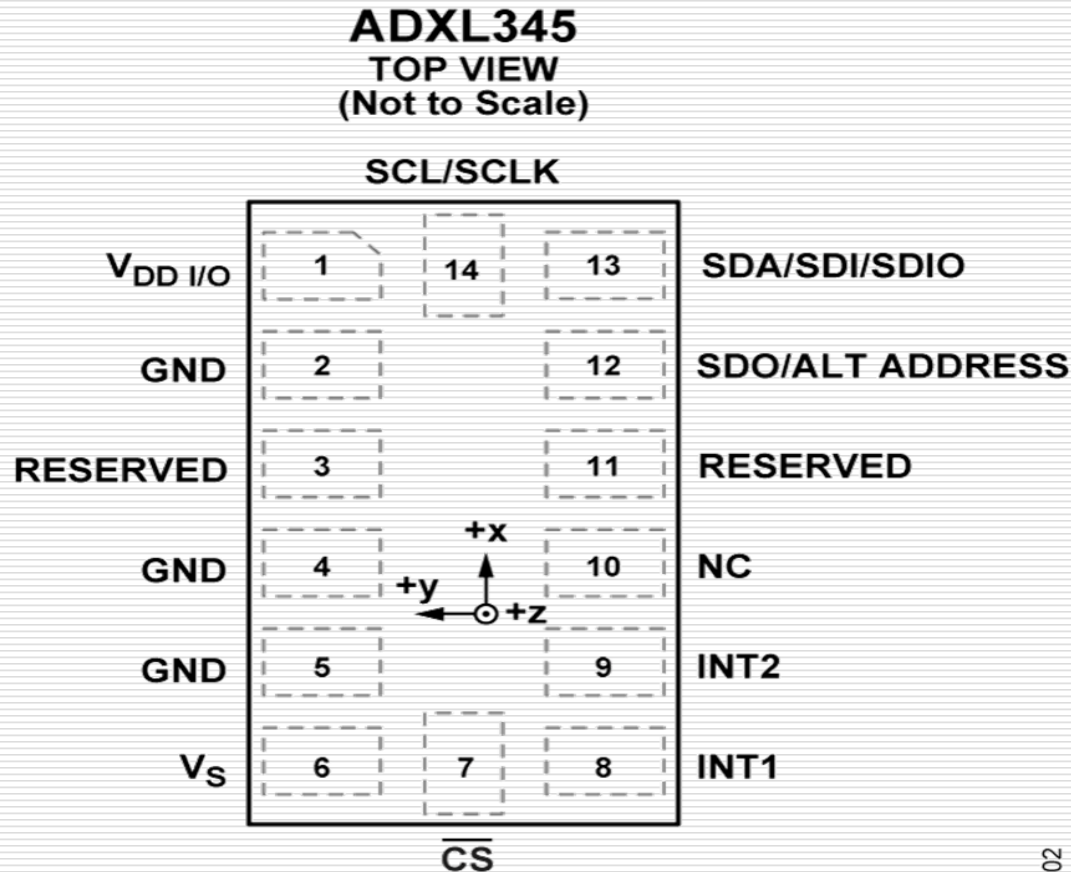 ADXL345
TOP VIEW
(Not to Scale)
SCL/SCLK
VDD I/O 1 14 13 SDA/SDI/SDIO
GND 2 12 SDO/ALT ADDRESS
RESERVED 3 11 RESERVED
+x
GND 4 10 NC
+y
+z
GND 5 9 INT2
VS 6 7 8 INT1
C̅S̅
02